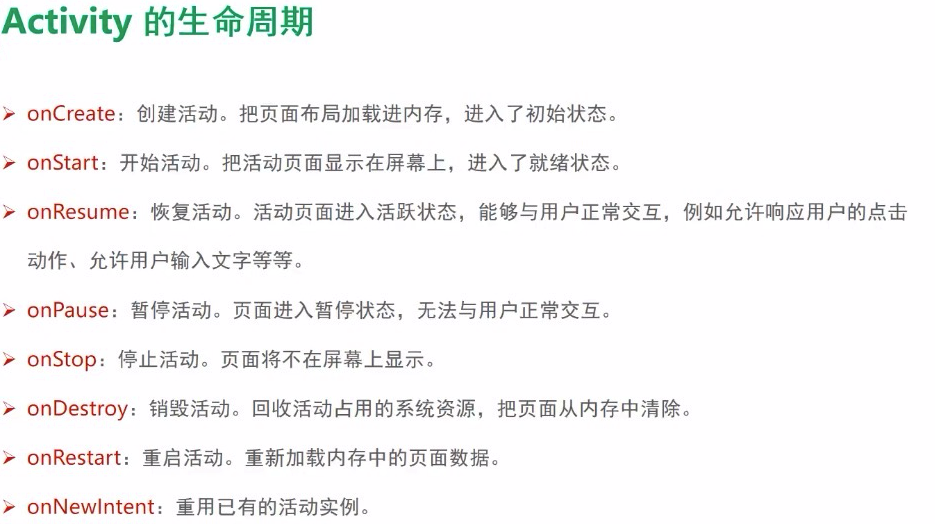 Activity 的生命周期
➢ onCreate：创建活动。把页面布局加载进内存，进入了初始状态。
➢ onStart：开始活动。把活动页面显示在屏幕上，进入了就绪状态。
➢ onResume：恢复活动。活动页面进入活跃状态，能够与用户正常交互，例如允许响应用户的点击
动作、允许用户输入文字等等。
➢ onPause：暂停活动。页面进入暂停状态，无法与用户正常交互。
➢ onStop：停止活动。页面将不在屏幕上显示。
➢ onDestroy：销毁活动。回收活动占用的系统资源，把页面从内存中清除。
➢ onRestart：重启活动。重新加载内存中的页面数据。
➢ onNewIntent：重用已有的活动实例。